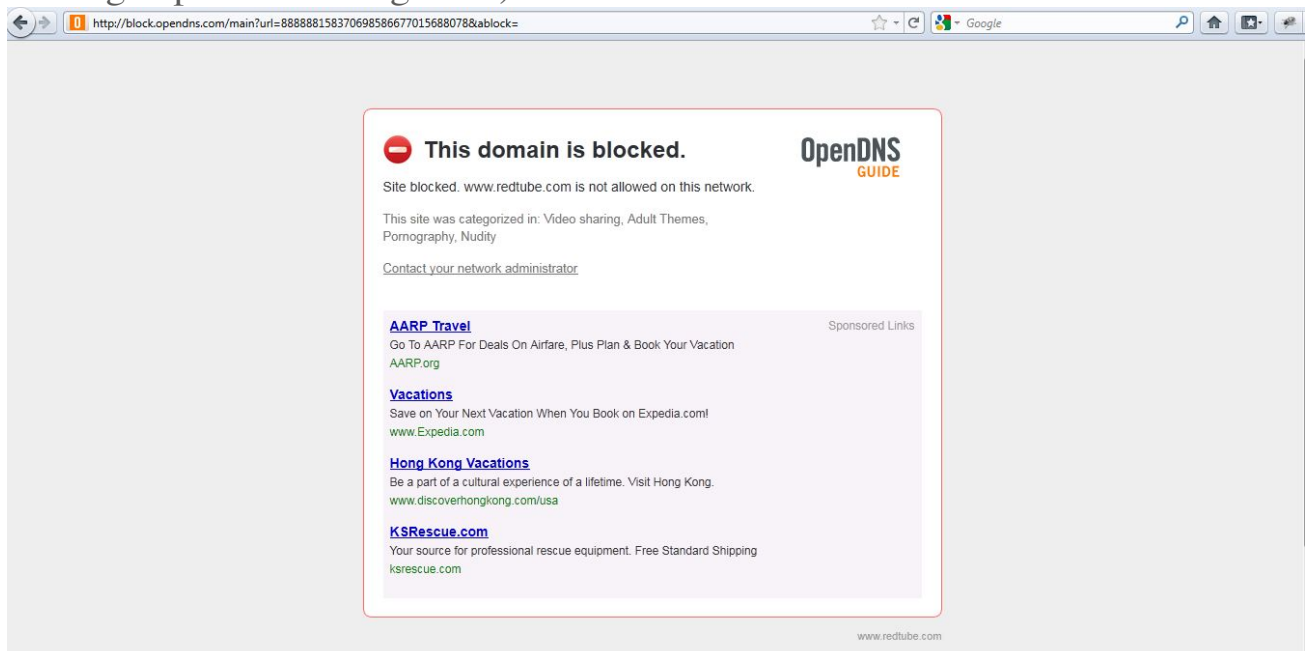 http://block.opendns.com/main?url=888888158370698586677015688078&ablock=
Google
This domain is blocked.
OpenDNS
GUIDE
Site blocked. www.redtube.com is not allowed on this network.
This site was categorized in: Video sharing, Adult Themes,
Pornography, Nudity
Contact your network administrator
Sponsored Links
AARP Travel
Go To AARP For Deals On Airfare, Plus Plan & Book Your Vacation
AARP.org
Vacations
Save on Your Next Vacation When You Book on Expedia.com!
www.Expedia.com
Hong Kong Vacations
Be a part of a cultural experience of a lifetime. Visit Hong Kong.
www.discoverhongkong.com/usa
KSRescue.com
Your source for professional rescue equipment. Free Standard Shipping
ksrescue.com
www.redtube.com